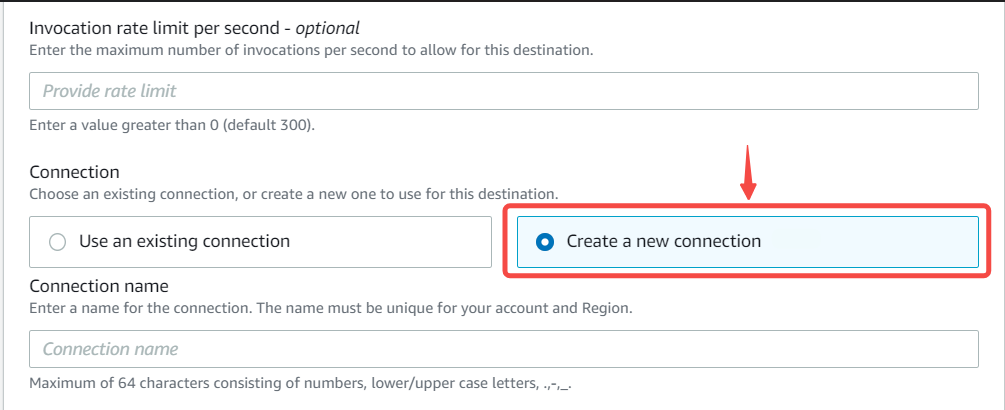 Invocation rate limit per second - optional
Enter the maximum number of invocations per second to allow for this destination.
Provide rate limit
Enter a value greater than 0 (default 300).
Connection
Choose an existing connection, or create a new one to use for this destination.
Use an existing connection
Create a new connection
Connection name
Enter a name for the connection. The name must be unique for your account and Region.
Connection name
Maximum of 64 characters consisting of numbers, lower/upper case letters, .,-,_.